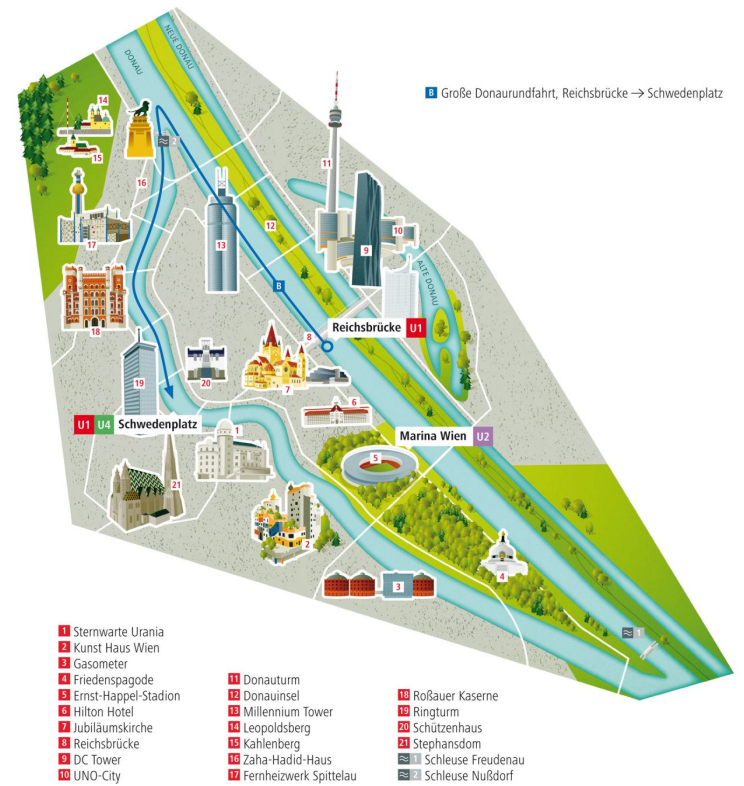 NEUE DONAU
DONAU
B Große Donaurundfahrt, Reichsbrücke → Schwedenplatz
14
2
15
11
16
12
10
17
13
9
ALTE DONAU
B
Reichsbrücke U1
18
8
19
20
7
6
U1 U4 Schwedenplatz
1
Marina Wien U2
5
21
2
4
3
1
1 Sternwarte Urania
2 Kunst Haus Wien
3 Gasometer
4 Friedenspagode
5 Ernst-Happel-Stadion
6 Hilton Hotel
7 Jubiläumskirche
8 Reichsbrücke
9 DC Tower
10 UNO-City
11 Donauturm
12 Donauinsel
13 Millennium Tower
14 Leopoldsberg
15 Kahlenberg
16 Zaha-Hadid-Haus
17 Fernheizwerk Spittelau
18 Roßauer Kaserne
19 Ringturm
20 Schützenhaus
21 Stephansdom
1 Schleuse Freudenau
2 Schleuse Nußdorf